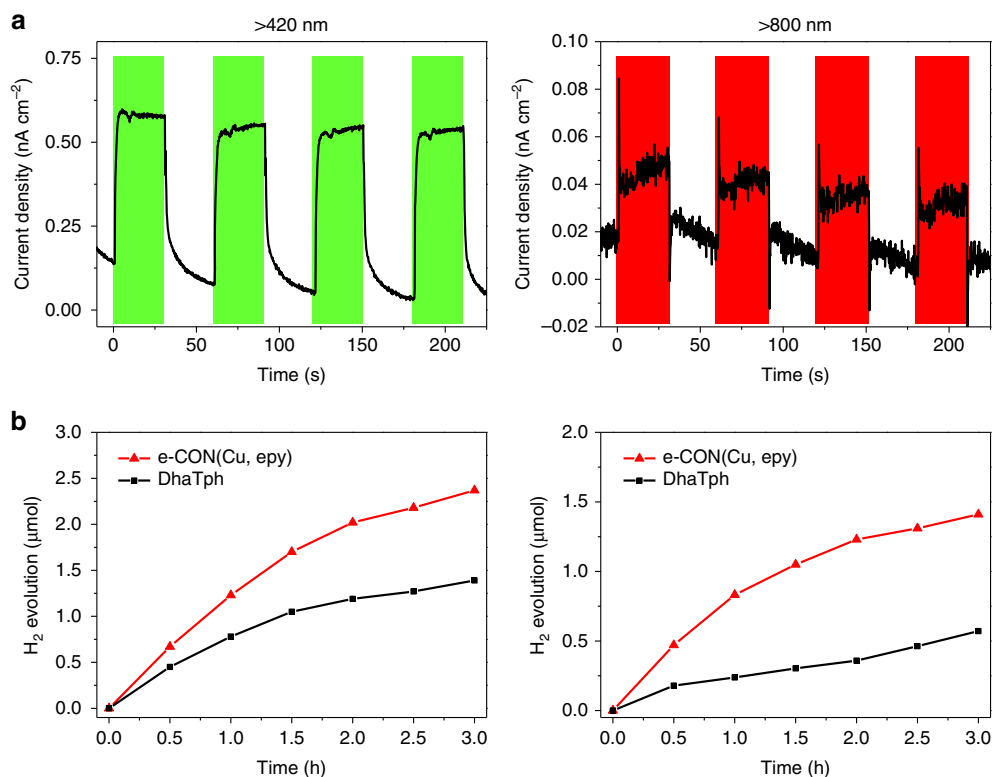 a
>420 nm
Current density (nA cm⁻²)
0.75
0.50
0.25
0.00
0 50 100 150 200
Time (s)
>800 nm
Current density (nA cm⁻²)
0.10
0.08
0.06
0.04
0.02
0.00
−0.02
0 50 100 150 200
Time (s)
b
H₂ evolution (μmol)
3.0
2.5
2.0
1.5
1.0
0.5
0.0
e-CON(Cu, epy)
DhaTph
0.0 0.5 1.0 1.5 2.0 2.5 3.0
Time (h)
H₂ evolution (μmol)
2.0
1.5
1.0
0.5
0.0
e-CON(Cu, epy)
DhaTph
0.0 0.5 1.0 1.5 2.0 2.5 3.0
Time (h)